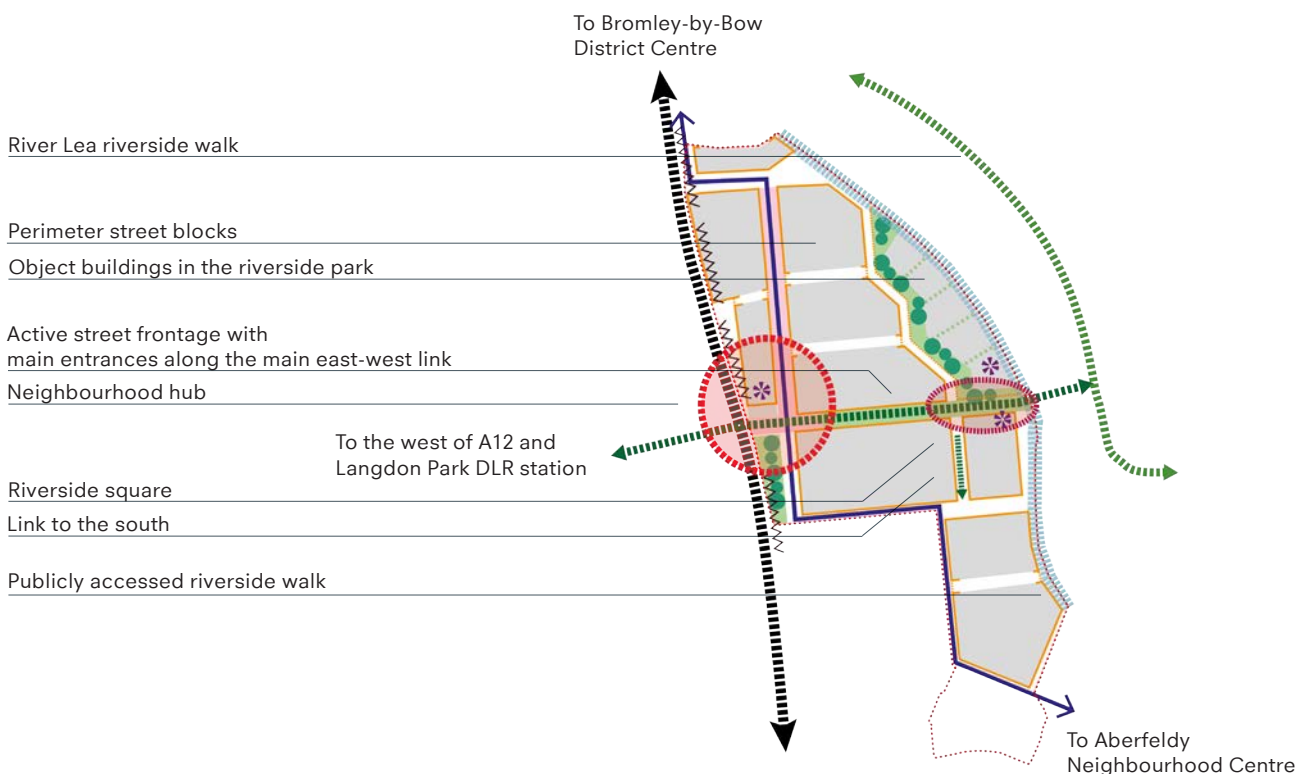 To Bromley-by-Bow
District Centre
River Lea riverside walk
Perimeter street blocks
Object buildings in the riverside park
Active street frontage with
main entrances along the main east-west link
Neighbourhood hub
To the west of A12 and
Langdon Park DLR station
Riverside square
Link to the south
Publicly accessed riverside walk
To Aberfeldy
Neighbourhood Centre